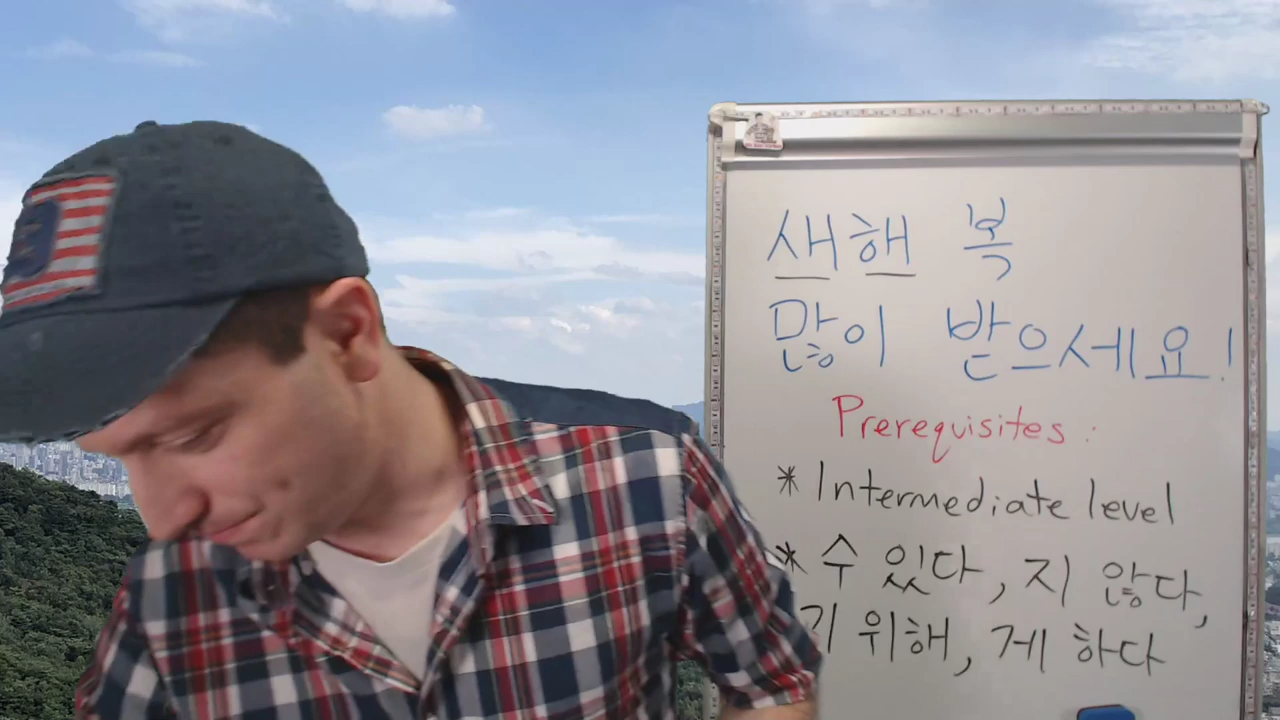 새해 복
많이 받으세요!
Prerequisites:
* Intermediate level
* 수 있다, 지 않다,
기 위해, 게 하다